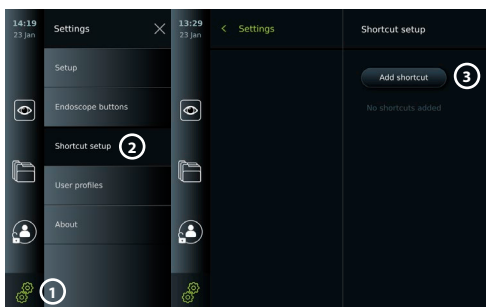 14:19
23 Jan
Settings
Setup
Endoscope buttons
Shortcut setup
2
User profiles
About
1
13:29
23 Jan
< Settings
Shortcut setup
Add shortcut
3
No shortcuts added